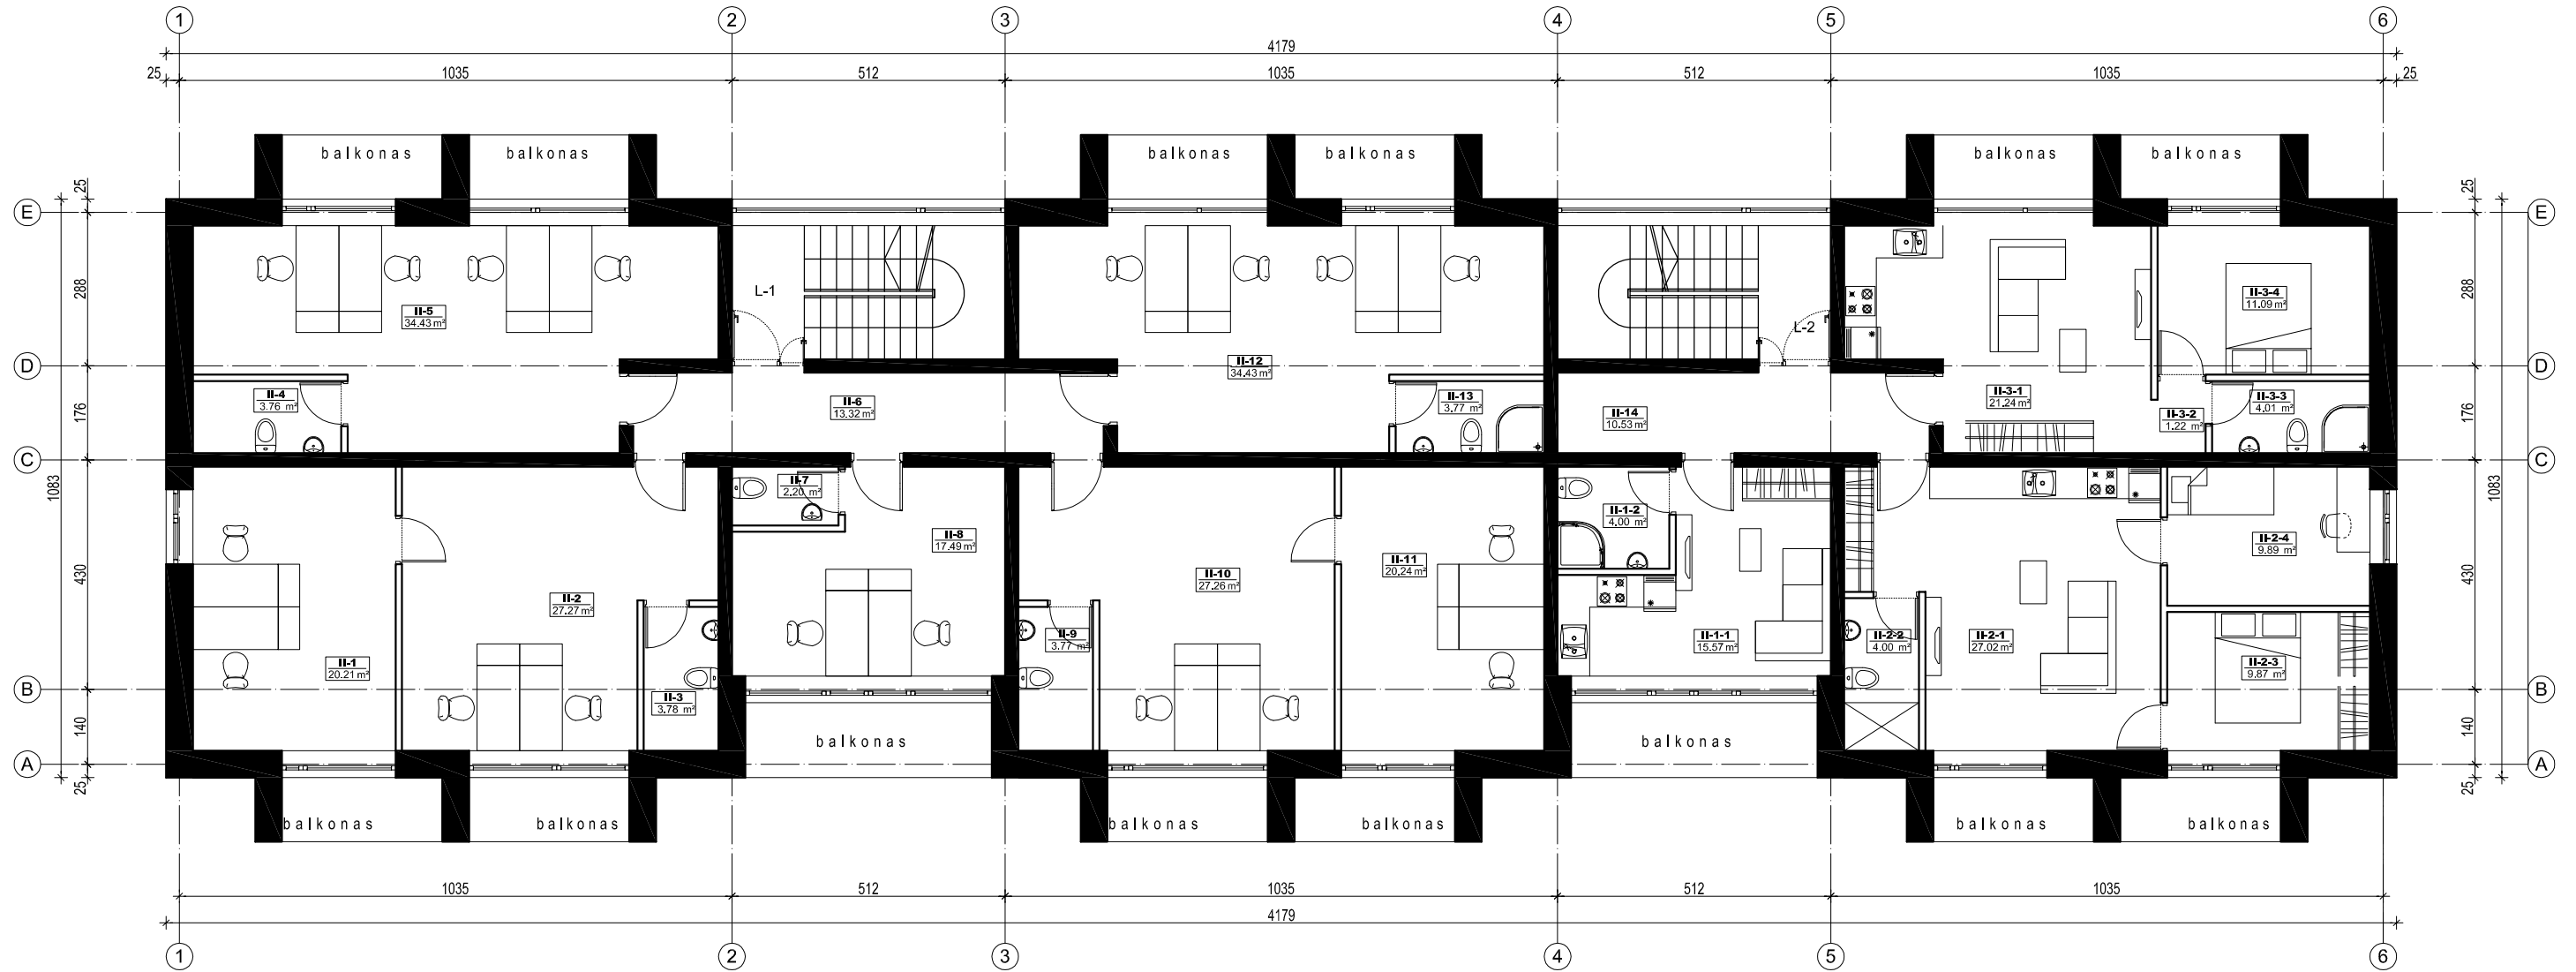 1 2 3 4 5 6
4179
25 1035 512 1035 512 1035 25
balkonas balkonas balkonas balkonas balkonas balkonas
25 25
E E
288 288
L-1
L-2
II-5
34.43 m²
II-12
34.43 m²
II-3-4
11.09 m²
D D
II-4
3.76 m²
II-6
13.32 m²
II-13
3.77 m²
II-14
10.53 m²
II-3-1
21.24 m²
II-3-2
1.22 m²
II-3-3
4.01 m²
176 176
C C
1083 1083
II-7
2.20 m²
II-8
17.49 m²
II-1-2
4.00 m²
II-2-4
9.89 m²
430 430
II-10
27.26 m²
II-11
20.24 m²
II-2
27.27 m²
II-9
3.77 m²
II-1-1
15.57 m²
II-2-2
4.00 m²
II-2-1
27.02 m²
II-1
20.21 m²
II-3
3.78 m²
II-2-3
9.87 m²
B B
140 140
balkonas balkonas
A A
25 25
balkonas balkonas balkonas balkonas balkonas balkonas
1035 512 1035 512 1035
4179
1 2 3 4 5 6